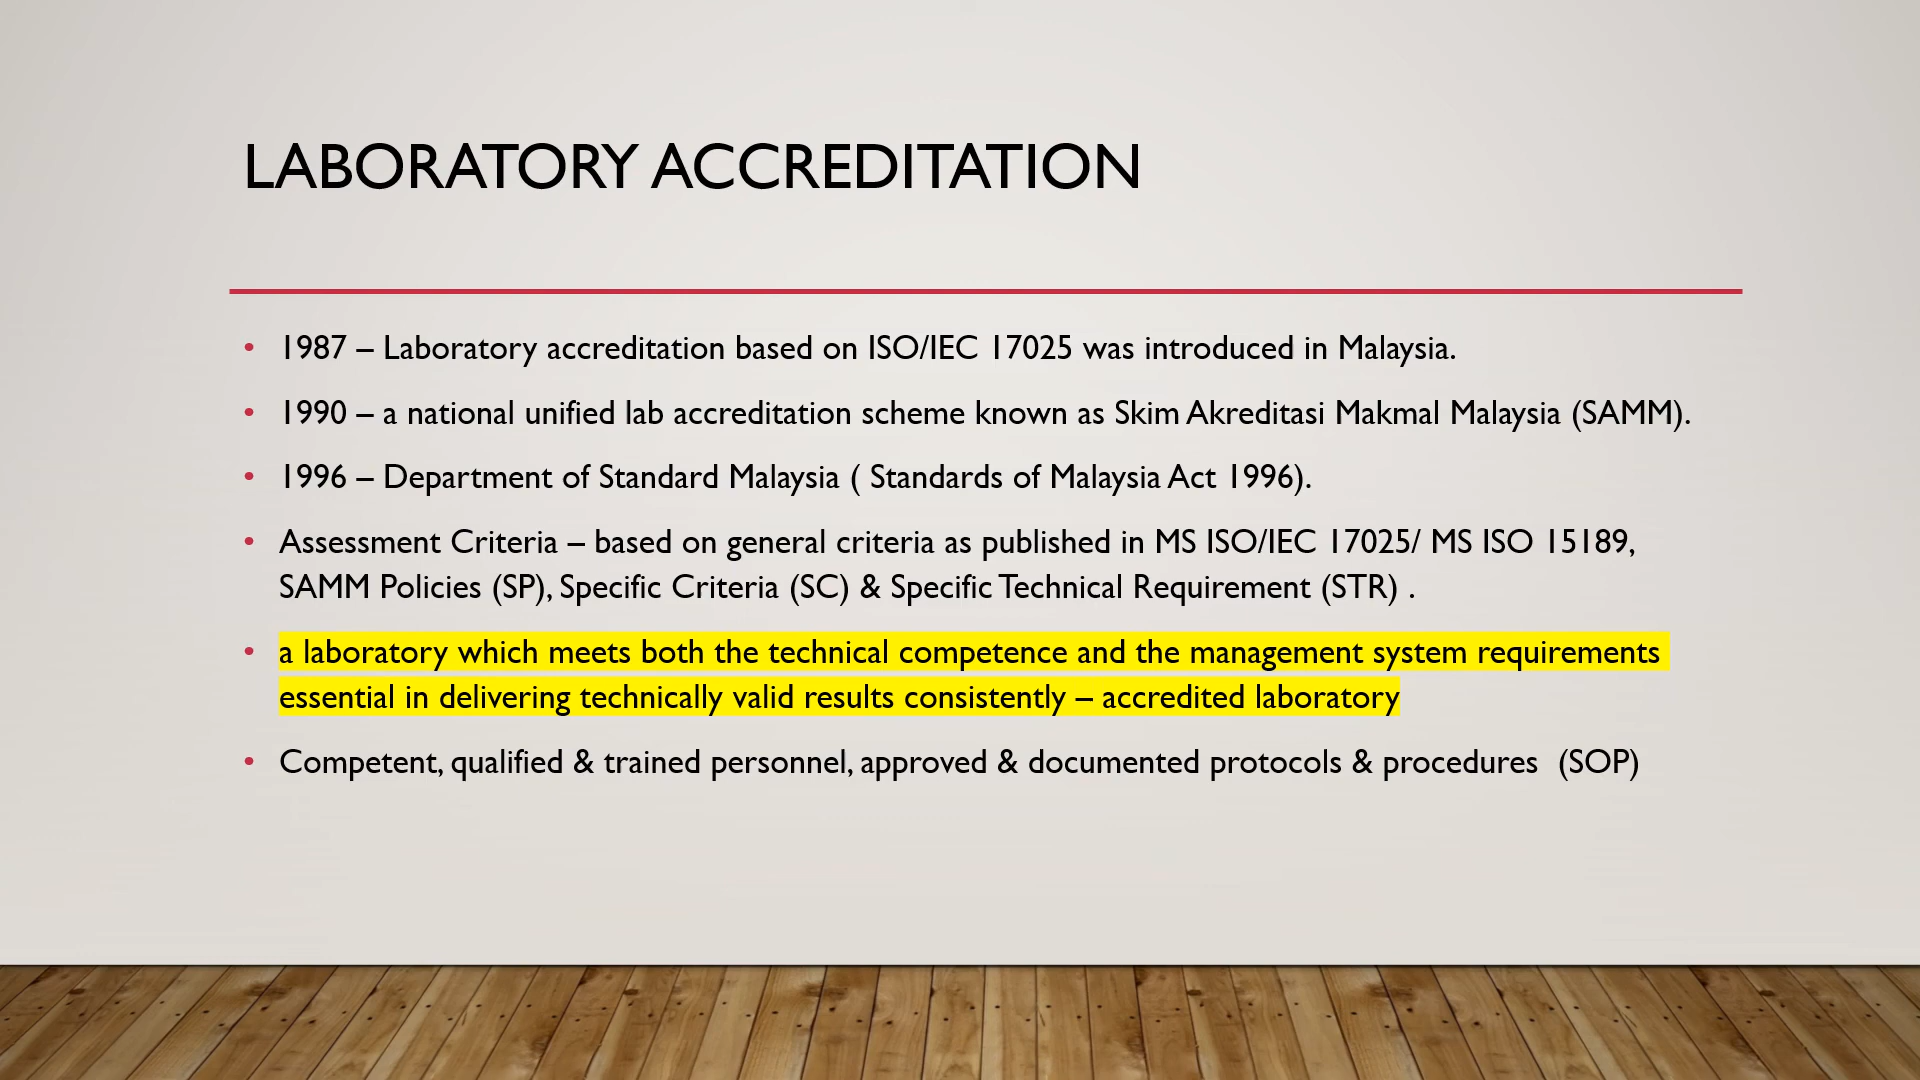 LABORATORY ACCREDITATION
• 1987 – Laboratory accreditation based on ISO/IEC 17025 was introduced in Malaysia.
• 1990 – a national unified lab accreditation scheme known as Skim Akreditasi Makmal Malaysia (SAMM).
• 1996 – Department of Standard Malaysia ( Standards of Malaysia Act 1996).
• Assessment Criteria – based on general criteria as published in MS ISO/IEC 17025/ MS ISO 15189,
SAMM Policies (SP), Specific Criteria (SC) & Specific Technical Requirement (STR) .
• a laboratory which meets both the technical competence and the management system requirements
essential in delivering technically valid results consistently – accredited laboratory
• Competent, qualified & trained personnel, approved & documented protocols & procedures  (SOP)